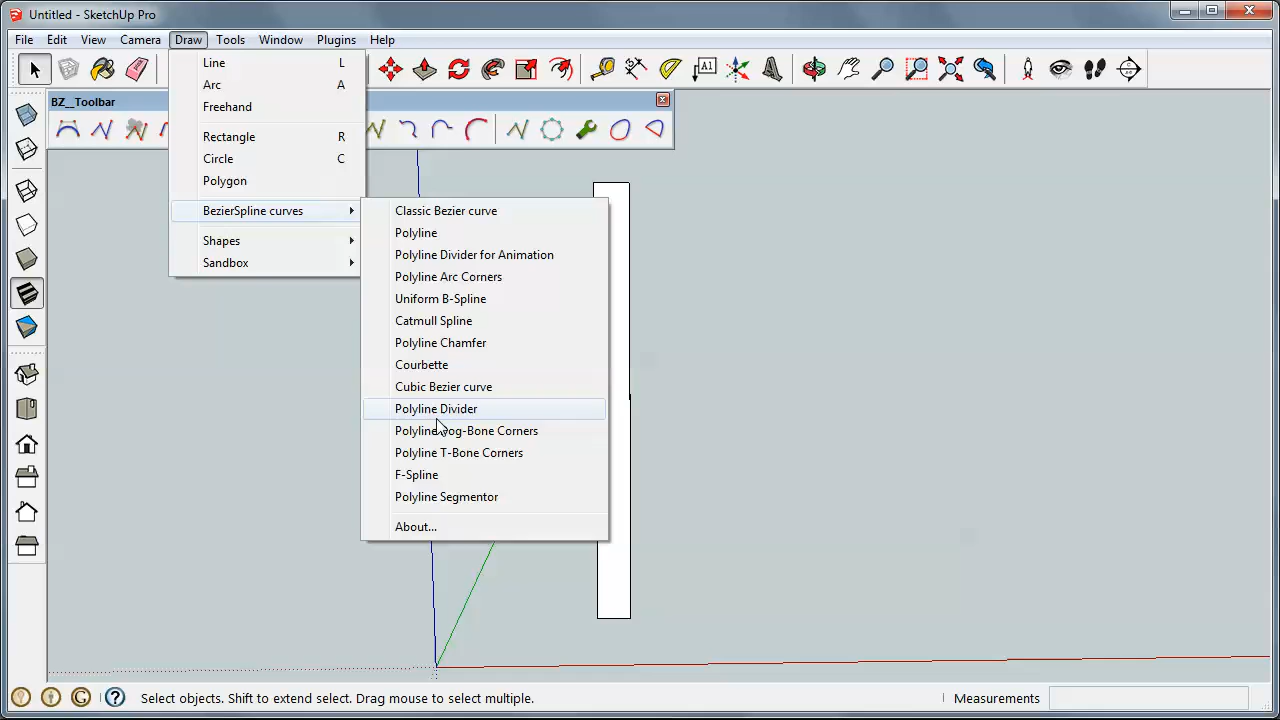 Untitled - SketchUp Pro
File Edit View Camera Draw Tools Window Plugins Help
BZ__Toolbar
Line L
Arc A
Freehand
Rectangle R
Circle C
Polygon
BezierSpline curves
Shapes
Sandbox
Classic Bezier curve
Polyline
Polyline Divider for Animation
Polyline Arc Corners
Uniform B-Spline
Catmull Spline
Polyline Chamfer
Courbette
Cubic Bezier curve
Polyline Divider
Polyline Dog-Bone Corners
Polyline T-Bone Corners
F-Spline
Polyline Segmentor
About...
Select objects. Shift to extend select. Drag mouse to select multiple.
Measurements